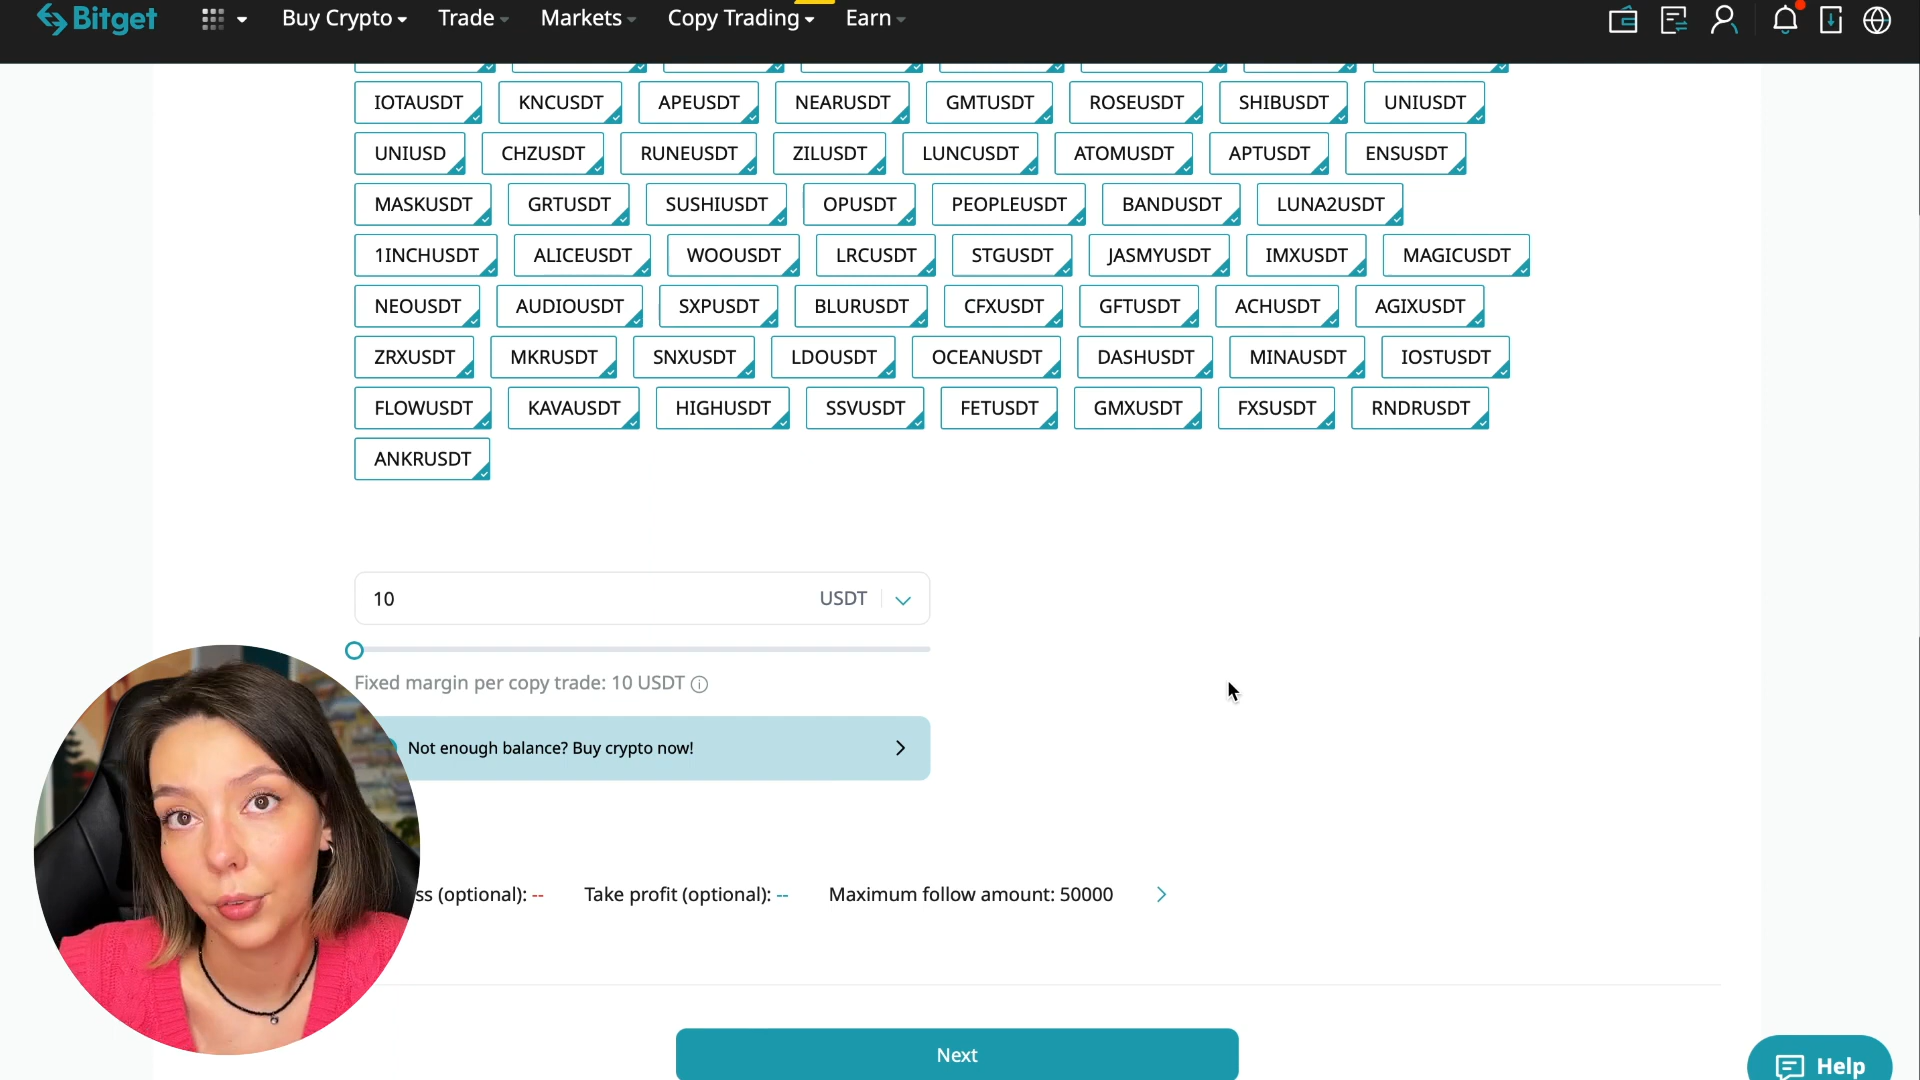 Bitget Buy Crypto Trade Markets Copy Trading Earn
IOTAUSDT KNCUSDT APEUSDT NEARUSDT GMTUSDT ROSEUSDT SHIBUSDT UNIUSDT
UNIUSD CHZUSDT RUNEUSDT ZILUSDT LUNCUSDT ATOMUSDT APTUSDT ENSUSDT
MASKUSDT GRTUSDT SUSHIUSDT OPUSDT PEOPLEUSDT BANDUSDT LUNA2USDT
1INCHUSDT ALICEUSDT WOOUSDT LRCUSDT STGUSDT JASMYUSDT IMXUSDT MAGICUSDT
NEOUSDT AUDIOUSDT SXPUSDT BLURUSDT CFXUSDT GFTUSDT ACHUSDT AGIXUSDT
ZRXUSDT MKRUSDT SNXUSDT LDOUSDT OCEANUSDT DASHUSDT MINAUSDT IOSTUSDT
FLOWUSDT KAVAUSDT HIGHUSDT SSVUSDT FETUSDT GMXUSDT FXSUSDT RNDRUSDT
ANKRUSDT
10 USDT
Fixed margin per copy trade: 10 USDT
Not enough balance? Buy crypto now!
(optional): -- Take profit (optional): -- Maximum follow amount: 50000
Next
Help